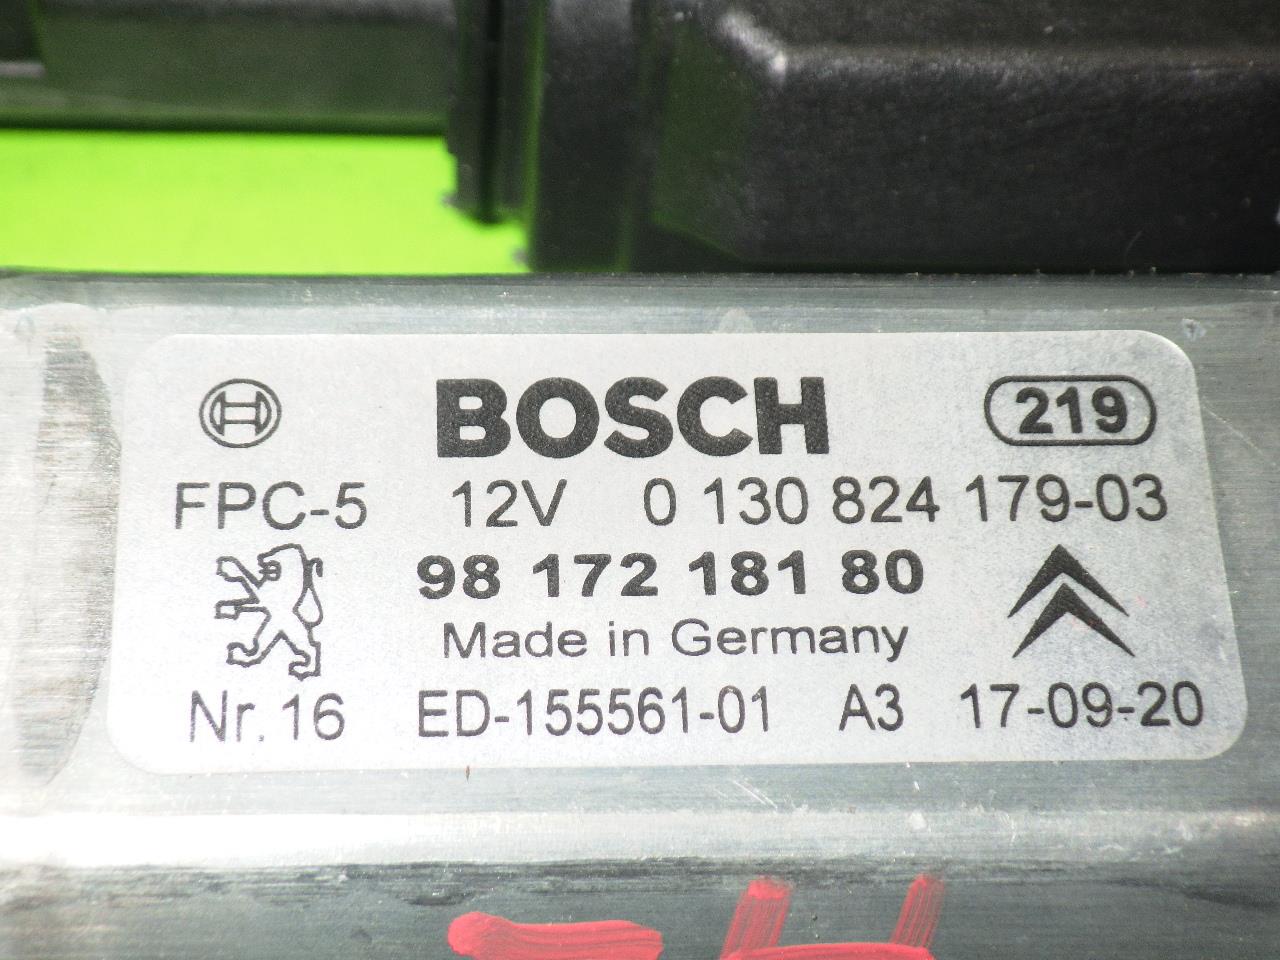 BOSCH 219
FPC-5 12V 0 130 824 179-03
98 172 181 80
Made in Germany
Nr. 16 ED-155561-01 A3 17-09-20